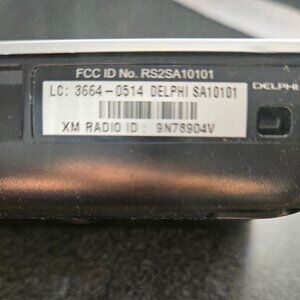 FCC ID No. RS2SA10101
LC: 3664-0514 DELPHI SA10101
DELPHI
XM RADIO ID: 9N78904V